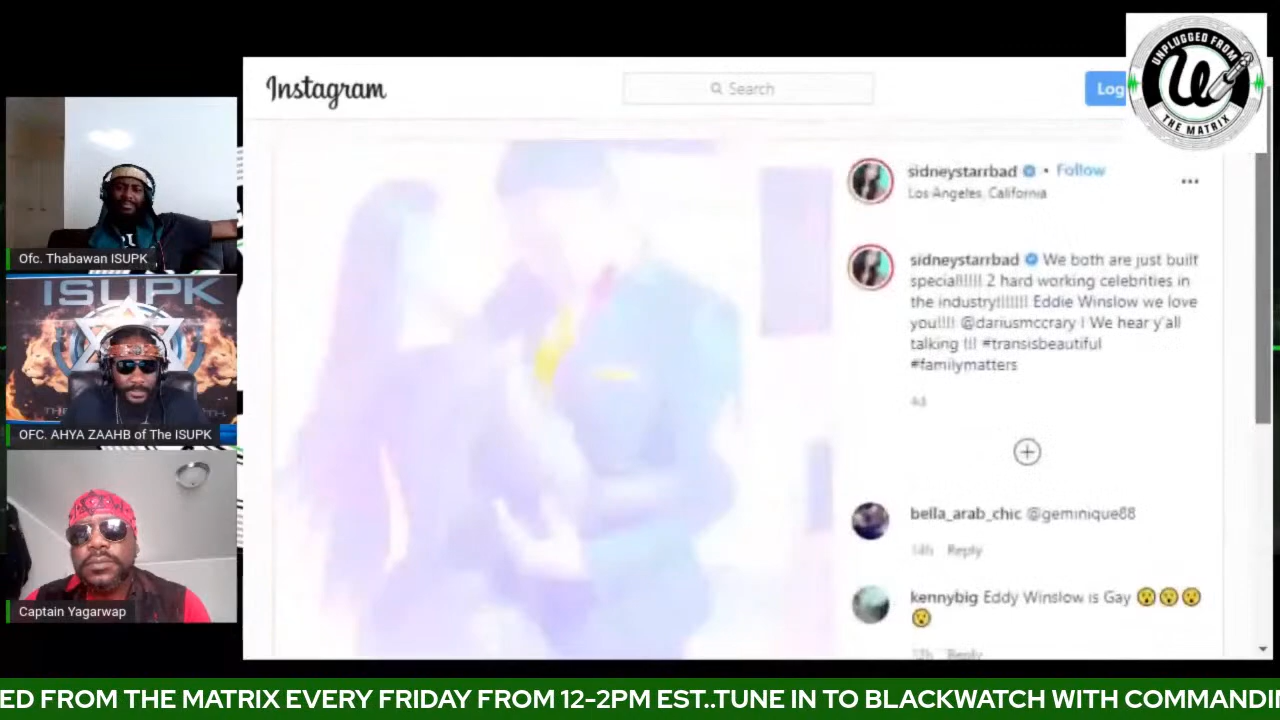 UNPLUGGED FROM
THE MATRIX
Instagram
Search
Log
sidneystarrbad • Follow
Los Angeles, California
...
sidneystarrbad We both are just built
special!!!!!! 2 hard working celebrities in
the industry!!!!!!! Eddie Winslow we love
you!!!! @dariusmccrary ! We hear y'all
talking !!! #transisbeautiful
#familymatters
4d
bella_arab_chic @geminique88
14h Reply
kennybig Eddy Winslow is Gay 😲😲😲
😲
12h Reply
Ofc. Thabawan ISUPK
ISUPK
OFC. AHYA ZAAHB of The ISUPK
Captain Yagarwap
ED FROM THE MATRIX EVERY FRIDAY FROM 12-2PM EST..TUNE IN TO BLACKWATCH WITH COMMANDIN